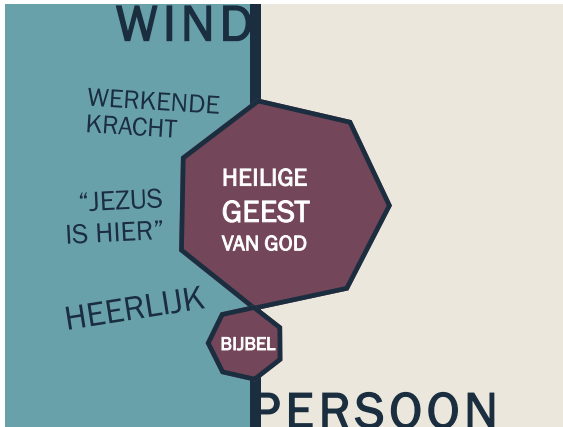 WIND
WERKENDE
KRACHT
“JEZUS
IS HIER”
HEERLIJK
HEILIGE
GEEST
VAN GOD
BIJBEL
PERSOON